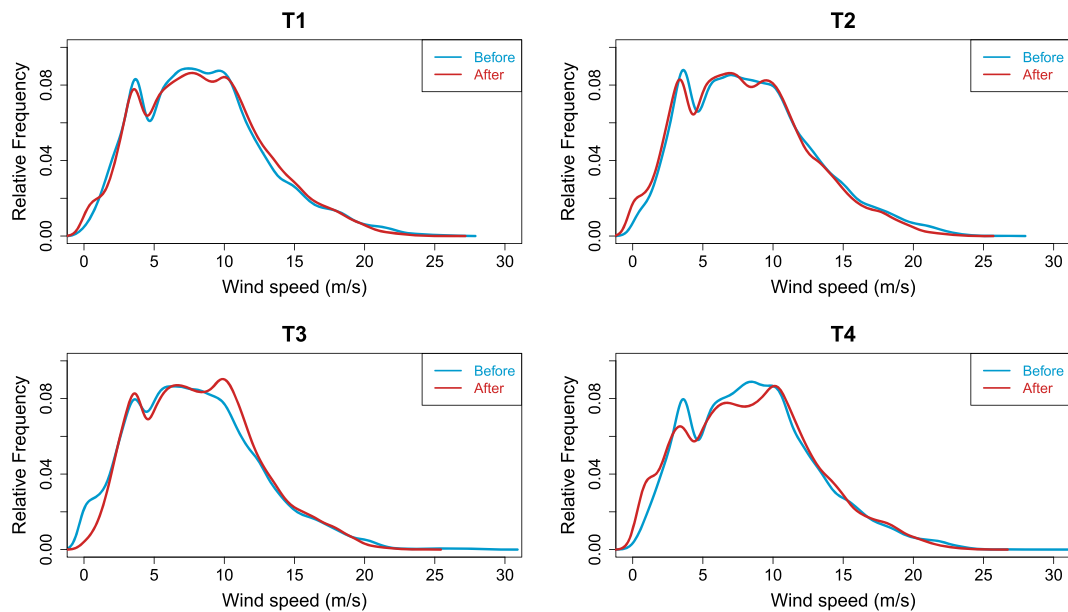 T1
Before
After
Relative Frequency
0.00
0.04
0.08
0 5 10 15 20 25 30
Wind speed (m/s)
T2
Before
After
Relative Frequency
0.00
0.04
0.08
0 5 10 15 20 25 30
Wind speed (m/s)
T3
Before
After
Relative Frequency
0.00
0.04
0.08
0 5 10 15 20 25 30
Wind speed (m/s)
T4
Before
After
Relative Frequency
0.00
0.04
0.08
0 5 10 15 20 25 30
Wind speed (m/s)